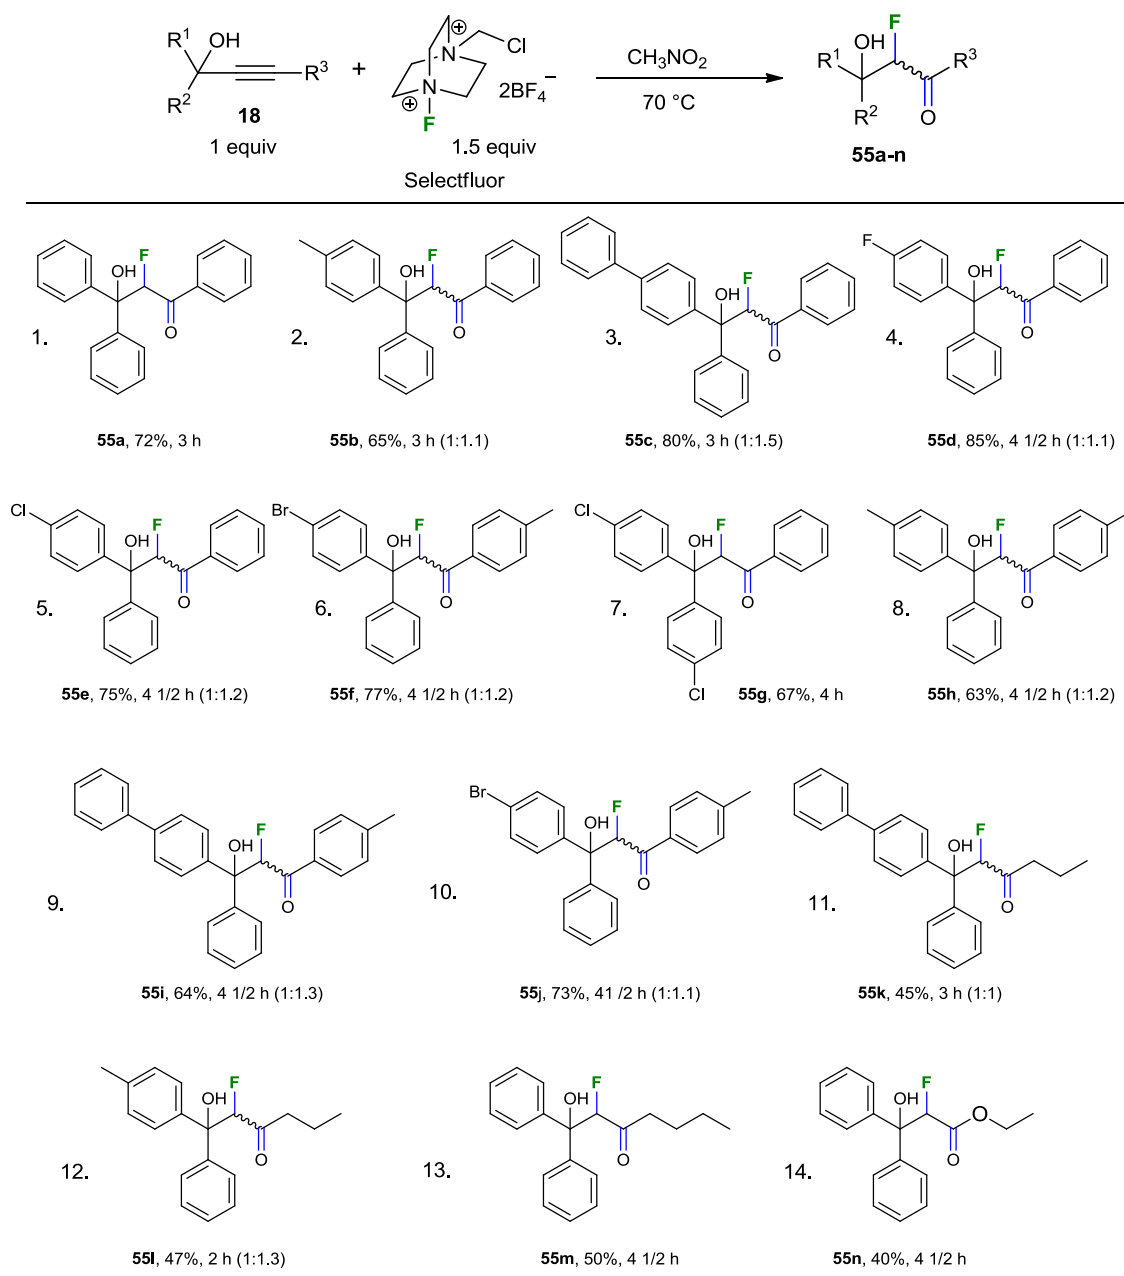 R1 OH R3 R2
18
1 equiv
+
⊕ N Cl
⊕ N 2BF4−
F
1.5 equiv
Selectfluor
CH3NO2
70 °C
F
R1 OH R3
R2 O
55a-n
1. OH F O
55a, 72%, 3 h
2. OH F O
55b, 65%, 3 h (1:1.1)
3. OH F O
55c, 80%, 3 h (1:1.5)
4. F OH F O
55d, 85%, 4 1/2 h (1:1.1)
5. Cl OH F O
55e, 75%, 4 1/2 h (1:1.2)
6. Br OH F O
55f, 77%, 4 1/2 h (1:1.2)
7. Cl OH F O Cl
55g, 67%, 4 h
8. OH F O
55h, 63%, 4 1/2 h (1:1.2)
9. OH F O
55i, 64%, 4 1/2 h (1:1.3)
10. Br OH F O
55j, 73%, 41 /2 h (1:1.1)
11. OH F O
55k, 45%, 3 h (1:1)
12. OH F O
55l, 47%, 2 h (1:1.3)
13. OH F O
55m, 50%, 4 1/2 h
14. OH F O O
55n, 40%, 4 1/2 h